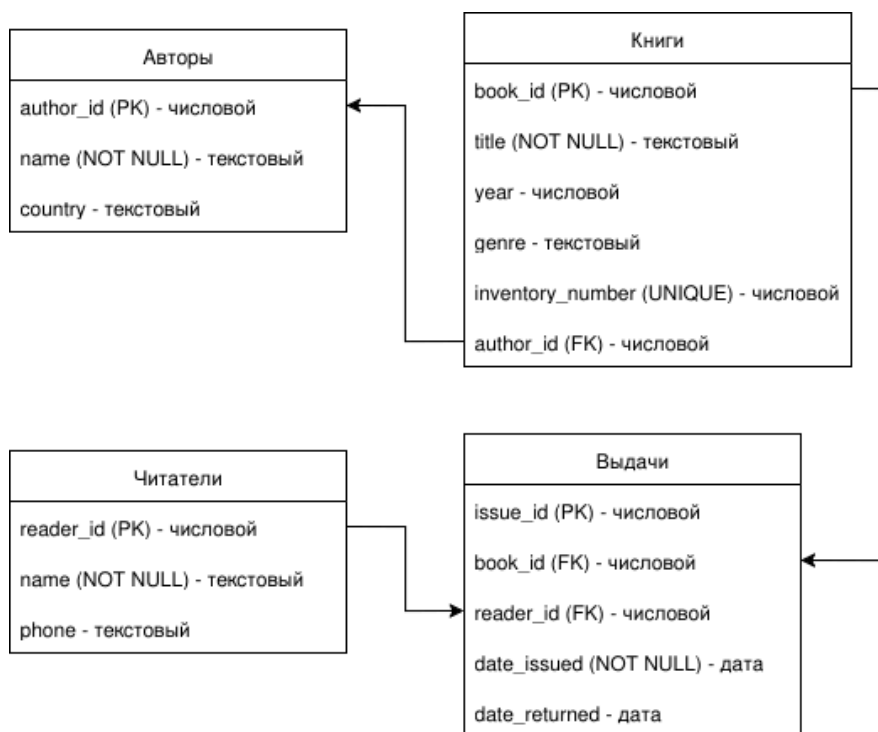 Авторы
author_id (PK) - числовой
name (NOT NULL) - текстовый
country - текстовый
Книги
book_id (PK) - числовой
title (NOT NULL) - текстовый
year - числовой
genre - текстовый
inventory_number (UNIQUE) - числовой
author_id (FK) - числовой
Читатели
reader_id (PK) - числовой
name (NOT NULL) - текстовый
phone - текстовый
Выдачи
issue_id (PK) - числовой
book_id (FK) - числовой
reader_id (FK) - числовой
date_issued (NOT NULL) - дата
date_returned - дата